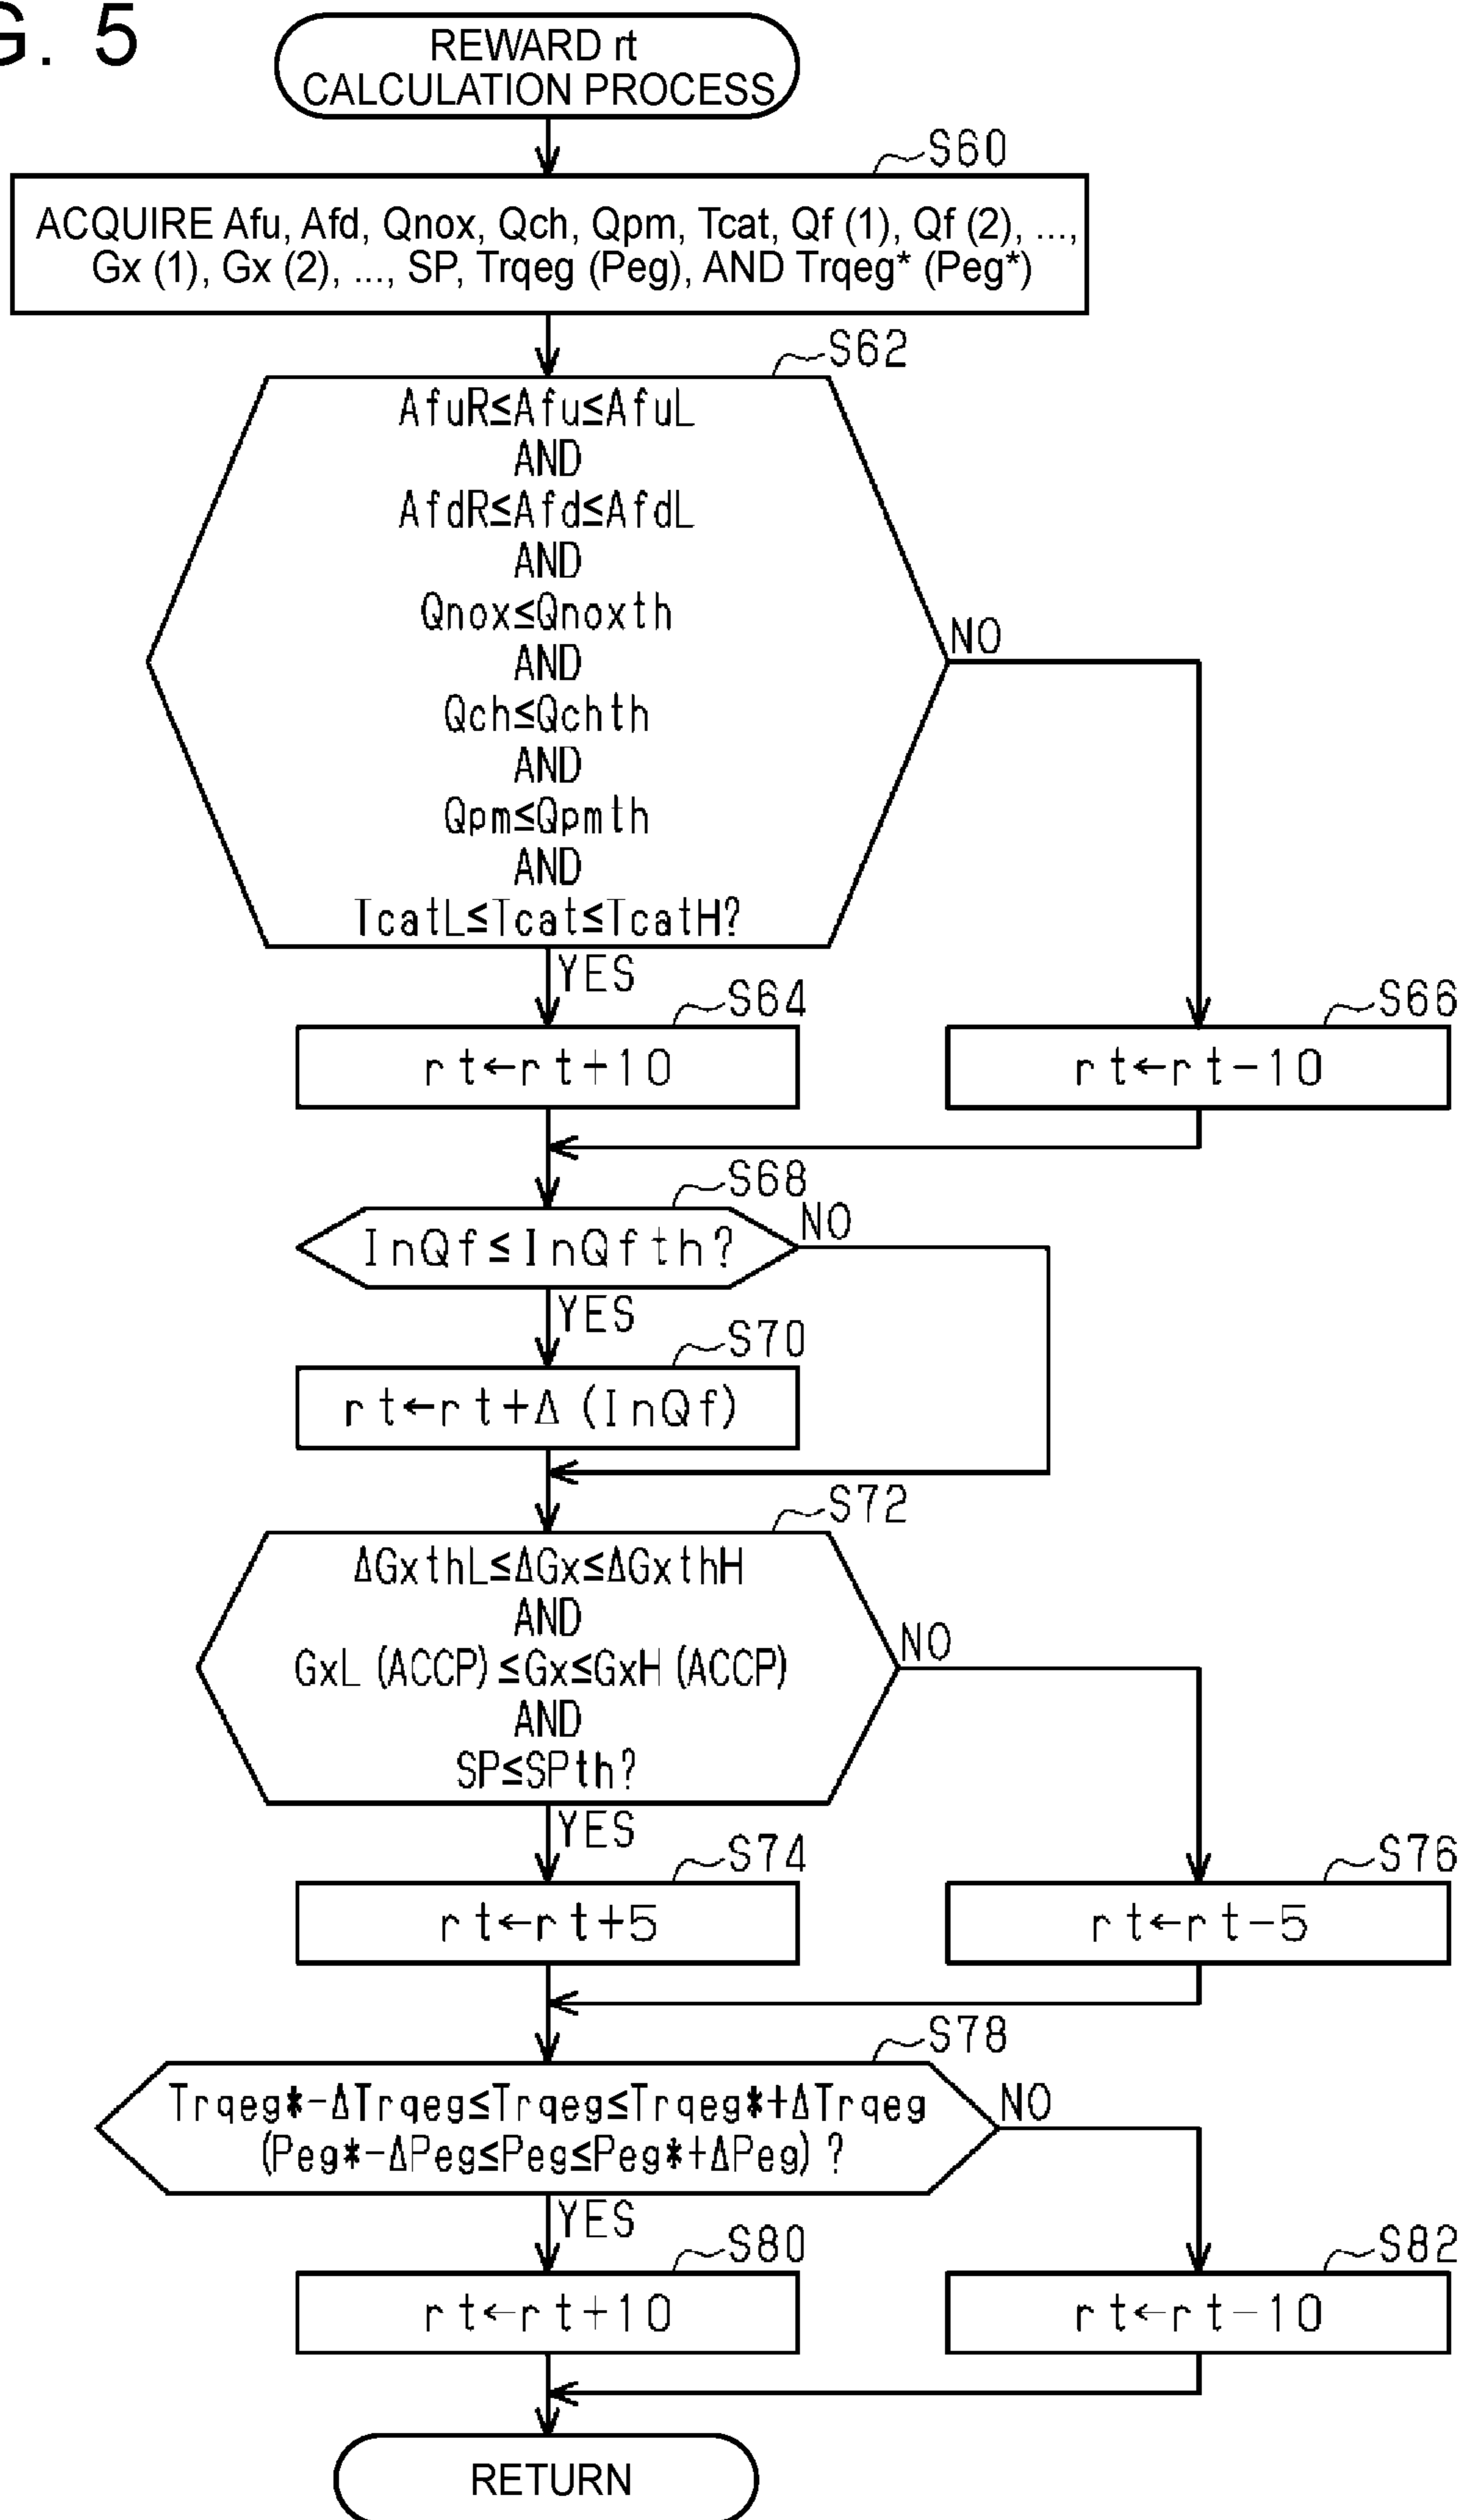 G. 5
REWARD rt
CALCULATION PROCESS
S60
ACQUIRE Afu, Afd, Qnox, Qch, Qpm, Tcat, Qf (1), Qf (2), ...,
Gx (1), Gx (2), ..., SP, Trqeg (Peg), AND Trqeg* (Peg*)
S62
AfuR≤Afu≤AfuL
AND
AfdR≤Afd≤AfdL
AND
Qnox≤Qnoxth
AND
Qch≤Qchth
AND
Qpm≤Qpmth
AND
TcatL≤Tcat≤TcatH?
NO
YES
S64
rt←rt+10
S66
rt←rt-10
S68
InQf≤InQfth?
NO
YES
S70
rt←rt+Δ(InQf)
S72
ΔGxthL≤ΔGx≤ΔGxthH
AND
GxL (ACCP) ≤Gx≤GxH (ACCP)
AND
SP≤SPth?
NO
YES
S74
rt←rt+5
S76
rt←rt-5
S78
Trqeg*-ΔTrqeg≤Trqeg≤Trqeg*+ΔTrqeg
(Peg*-ΔPeg≤Peg≤Peg*+ΔPeg) ?
NO
YES
S80
rt←rt+10
S82
rt←rt-10
RETURN